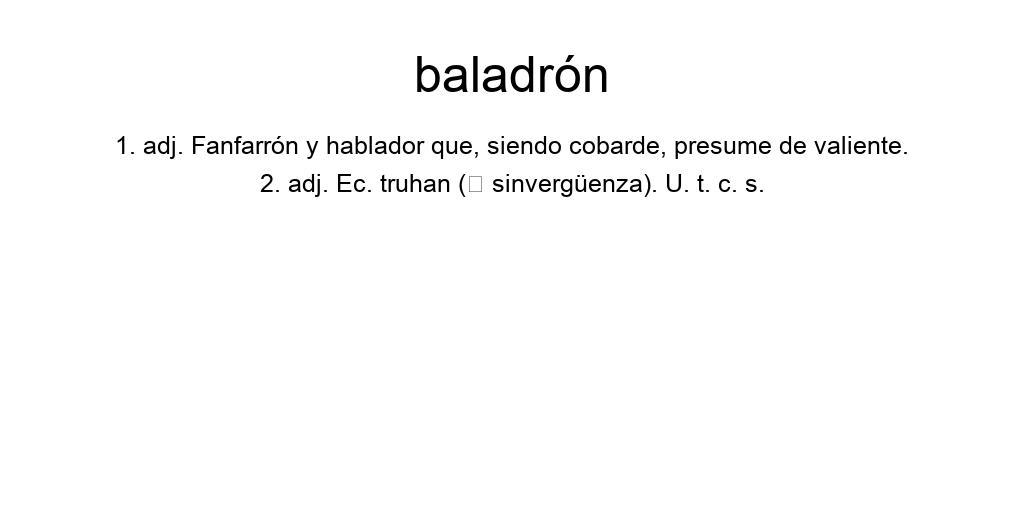 baladrón
1. adj. Fanfarrón y hablador que, siendo cobarde, presume de valiente.
2. adj. Ec. truhan (□ sinvergüenza). U. t. c. s.